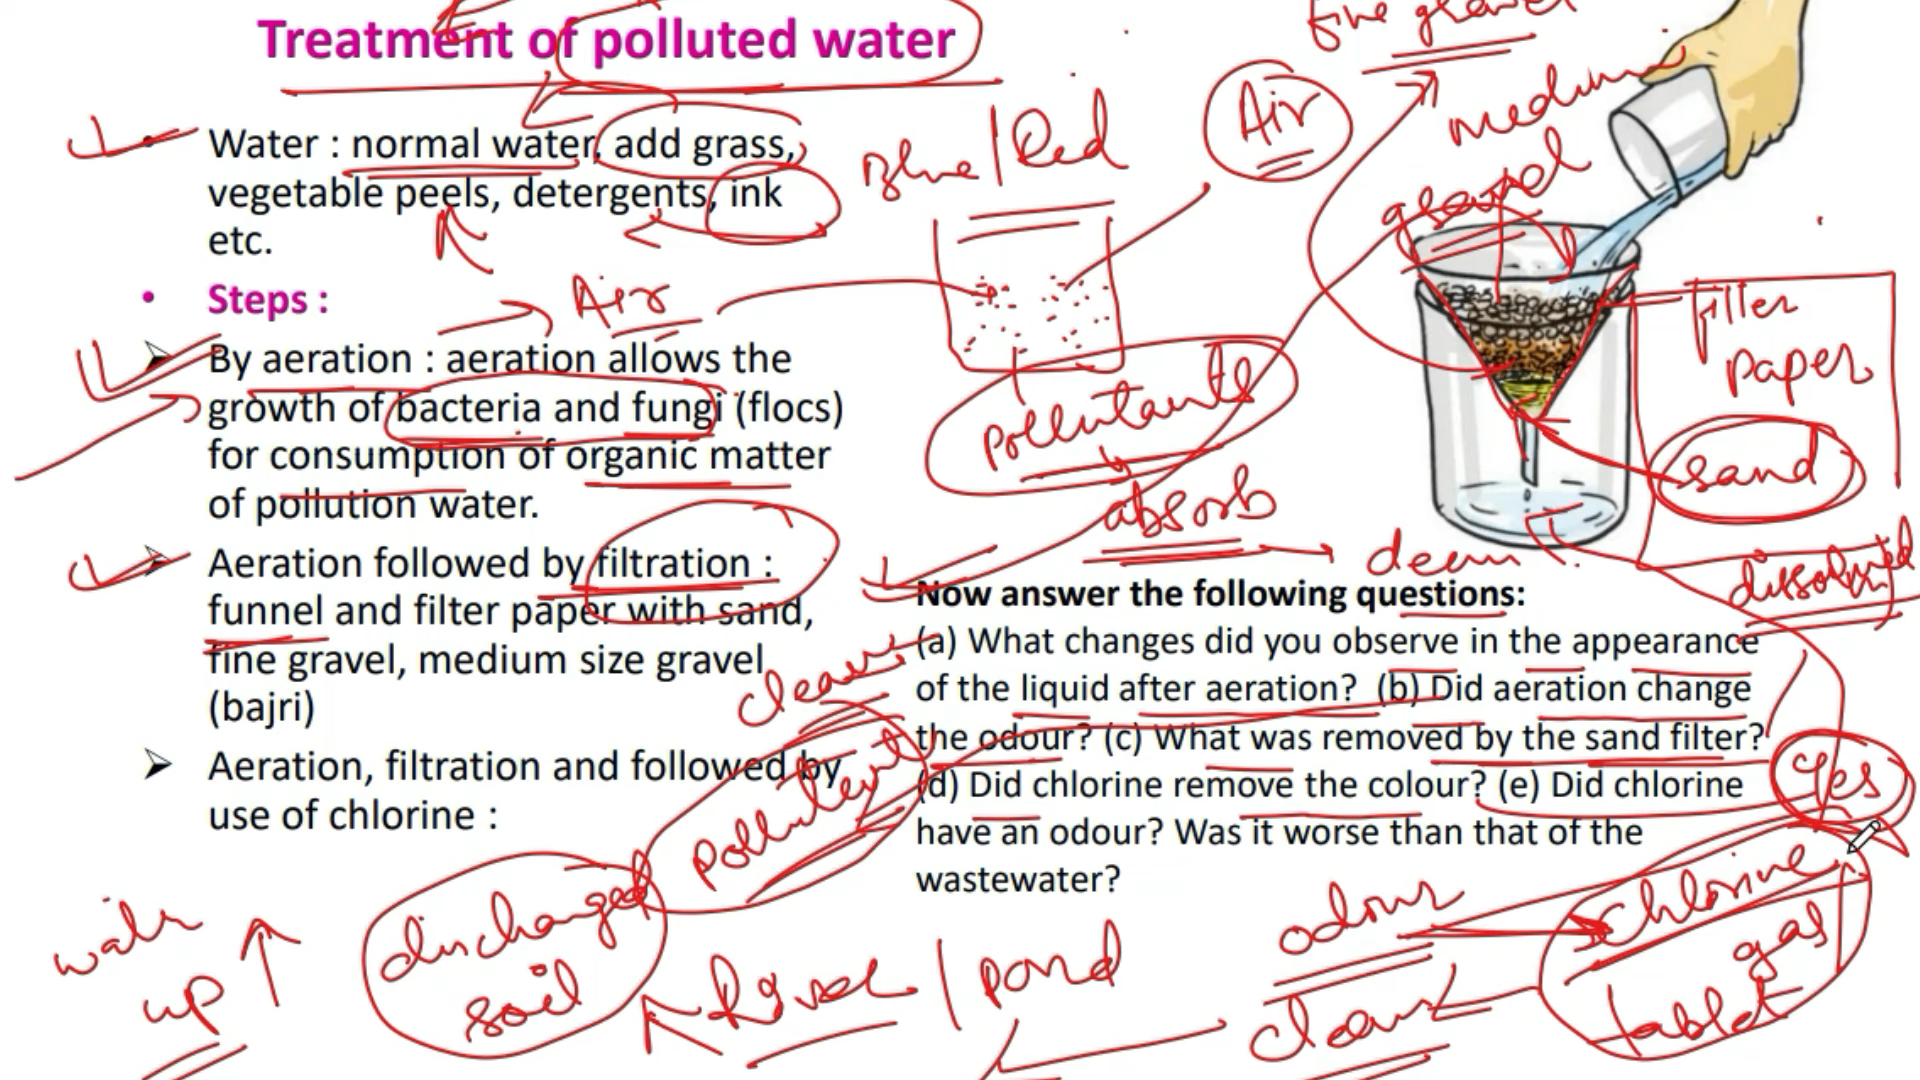 Treatment of polluted water
• Water : normal water, add grass,
vegetable peels, detergents, ink
etc.
• Steps :
➢ By aeration : aeration allows the
growth of bacteria and fungi (flocs)
for consumption of organic matter
of pollution water.
➢ Aeration followed by filtration :
funnel and filter paper with sand,
fine gravel, medium size gravel
(bajri)
➢ Aeration, filtration and followed by
use of chlorine :
Blue/Red
Air
Air
pollutants
absorb
fine gravel
medium
gravel
filter
paper
sand
dissolved
Now answer the following questions:
(a) What changes did you observe in the appearance
of the liquid after aeration? (b) Did aeration change
the odour? (c) What was removed by the sand filter?
(d) Did chlorine remove the colour? (e) Did chlorine
have an odour? Was it worse than that of the
wastewater?
pollutant
yes
discharged
soil
up
River / pond
odour
clear
chlorine
gas
tablet